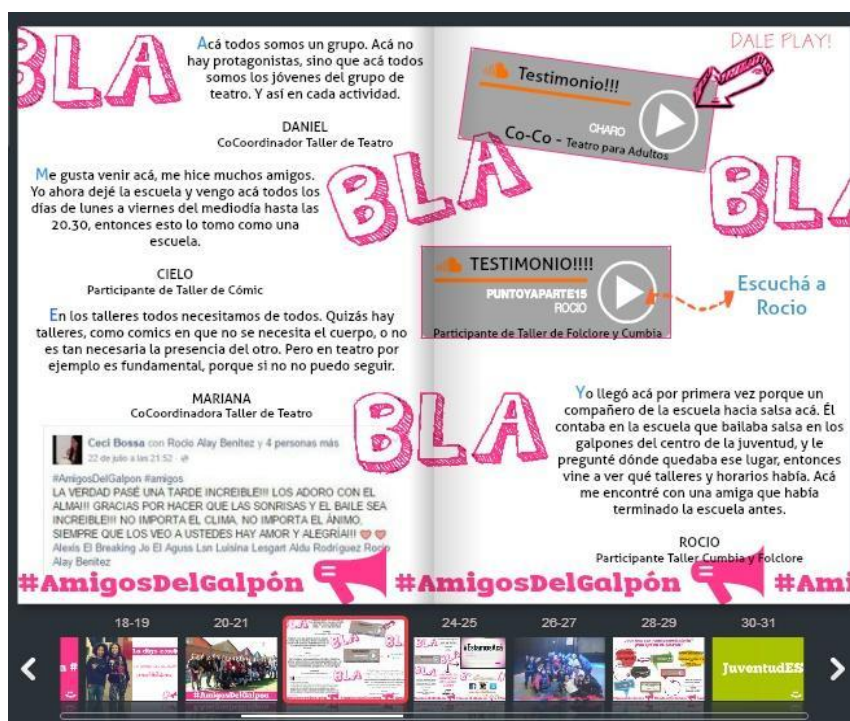 BLA
Acá todos somos un grupo. Acá no
hay protagonistas, sino que acá todos
somos los jóvenes del grupo de
teatro. Y así en cada actividad.
DANIEL
CoCoordinador Taller de Teatro
Me gusta venir acá, me hice muchos amigos.
Yo ahora dejé la escuela y vengo acá todos los
días de lunes a viernes del mediodía hasta las
20.30, entonces esto lo tomo como una
escuela.
CIELO
Participante de Taller de Cómic
En los talleres todos necesitamos de todos. Quizás hay
talleres, como comics en que no se necesita el cuerpo, o no
es tan necesaria la presencia del otro. Pero en teatro por
ejemplo es fundamental, porque si no no puedo seguir.
MARIANA
CoCoordinadora Taller de Teatro
Ceci Bossa con Rocio Alay Benitez y 4 personas más
22 de julio a las 21:52
#AmigosDelGalpon #amigos
LA VERDAD PASÉ UNA TARDE INCREIBLE!!! LOS ADORO CON EL
ALMA!!! GRACIAS POR HACER QUE LAS SONRISAS Y EL BAILE SEA
INCREIBLE!!! NO IMPORTA EL CLIMA, NO IMPORTA EL ÁNIMO,
SIEMPRE QUE LOS VEO A USTEDES HAY AMOR Y ALEGRÍA!!!
Alexis El Breaking Jo El Aguss Lsn Luisina Lesgart Aldu Rodríguez Rocio
Alay Benitez
BLA
BLA
DALE PLAY!
Testimonio!!!
CHARO
Co-Co - Teatro para Adultos
BLA
TESTIMONIO!!!!
PUNTOYAPARTE15
ROCIO
Participante de Taller de Folclore y Cumbia
Escuchá a
Rocio
Yo llegó acá por primera vez porque un
compañero de la escuela hacia salsa acá. Él
contaba en la escuela que bailaba salsa en los
galpones del centro de la juventud, y le
pregunté dónde quedaba ese lugar, entonces
vine a ver qué talleres y horarios había. Acá
me encontré con una amiga que había
terminado la escuela antes.
ROCIO
Participante Taller Cumbia y Folclore
#AmigosDelGalpón #AmigosDelGalpón #Ami
18-19 20-21 24-25 26-27 28-29 30-31
#AmigosDelGalpón
BLA
#EstamosAcá
JuventudES